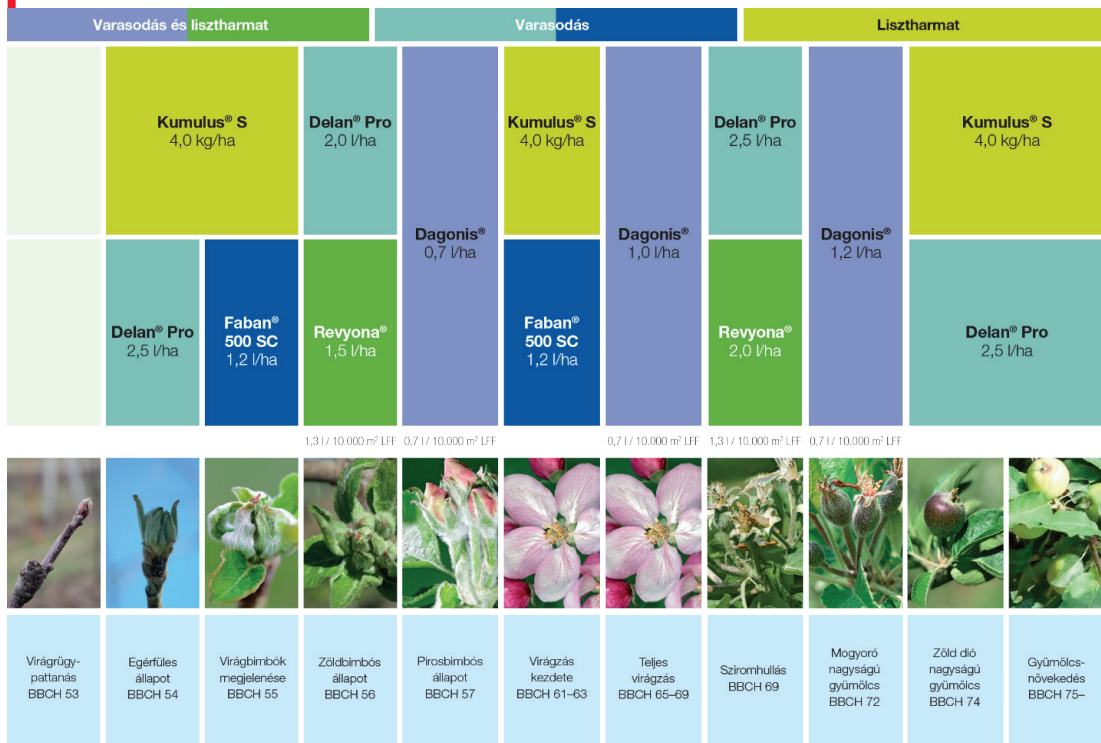 Varasodás és lisztharmat
Varasodás
Lisztharmat
Kumulus® S
4,0 kg/ha
Delan® Pro
2,0 l/ha
Dagonis®
0,7 l/ha
Kumulus® S
4,0 kg/ha
Dagonis®
1,0 l/ha
Delan® Pro
2,5 l/ha
Dagonis®
1,2 l/ha
Kumulus® S
4,0 kg/ha
Delan® Pro
2,5 l/ha
Faban®
500 SC
1,2 l/ha
Revyona®
1,5 l/ha
Faban®
500 SC
1,2 l/ha
Revyona®
2,0 l/ha
Delan® Pro
2,5 l/ha
1,3 l / 10.000 m² LFF
0,7 l / 10.000 m² LFF
0,7 l / 10.000 m² LFF
1,3 l / 10.000 m² LFF
0,7 l / 10.000 m² LFF
Virágrügy-
pattanás
BBCH 53
Egérfüles
állapot
BBCH 54
Virágbimbók
megjelenése
BBCH 55
Zöldbimbós
állapot
BBCH 56
Pirosbimbós
állapot
BBCH 57
Virágzás
kezdete
BBCH 61–63
Teljes
virágzás
BBCH 65–69
Sziromhullás
BBCH 69
Mogyoró
nagyságú
gyümölcs
BBCH 72
Zöld dió
nagyságú
gyümölcs
BBCH 74
Gyümölcs-
növekedés
BBCH 75–